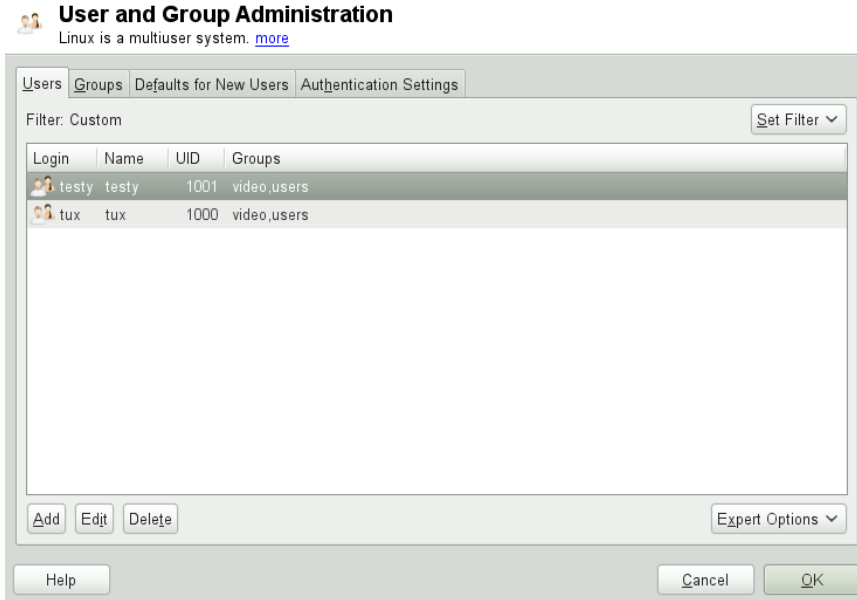 User and Group Administration
Linux is a multiuser system. more
Users Groups Defaults for New Users Authentication Settings
Filter: Custom Set Filter
Login Name UID Groups
testy testy 1001 video,users
tux tux 1000 video,users
Add Edit Delete Expert Options
Help Cancel OK